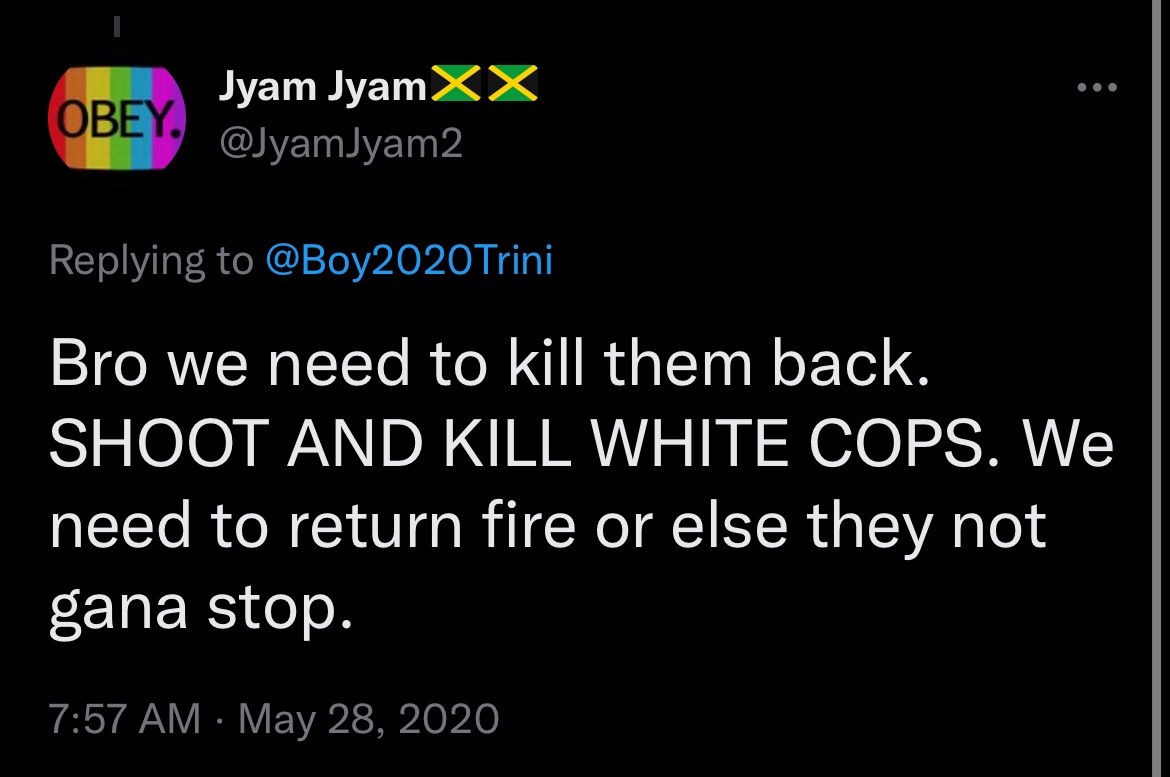 OBEY.
Jyam Jyam🇯🇲🇯🇲
@JyamJyam2
Replying to @Boy2020Trini
Bro we need to kill them back.
SHOOT AND KILL WHITE COPS. We
need to return fire or else they not
gana stop.
7:57 AM · May 28, 2020